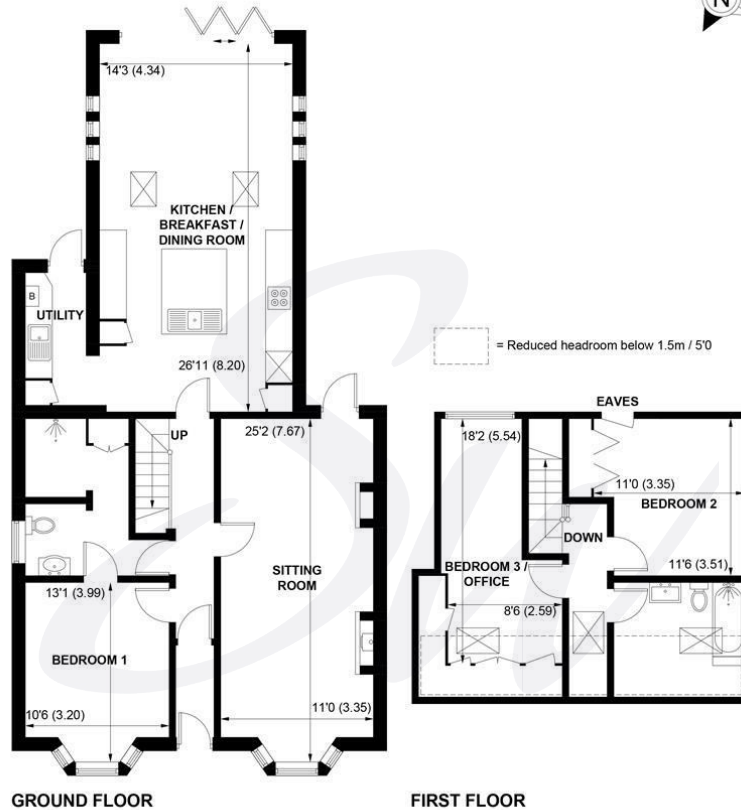 N
14'3 (4.34)
KITCHEN /
BREAKFAST /
DINING ROOM
B
UTILITY
26'11 (8.20)
= Reduced headroom below 1.5m / 5'0
UP
25'2 (7.67)
SITTING
ROOM
13'1 (3.99)
BEDROOM 1
10'6 (3.20)
11'0 (3.35)
EAVES
18'2 (5.54)
11'0 (3.35)
BEDROOM 2
DOWN
11'6 (3.51)
BEDROOM 3 /
OFFICE
8'6 (2.59)
GROUND FLOOR
FIRST FLOOR